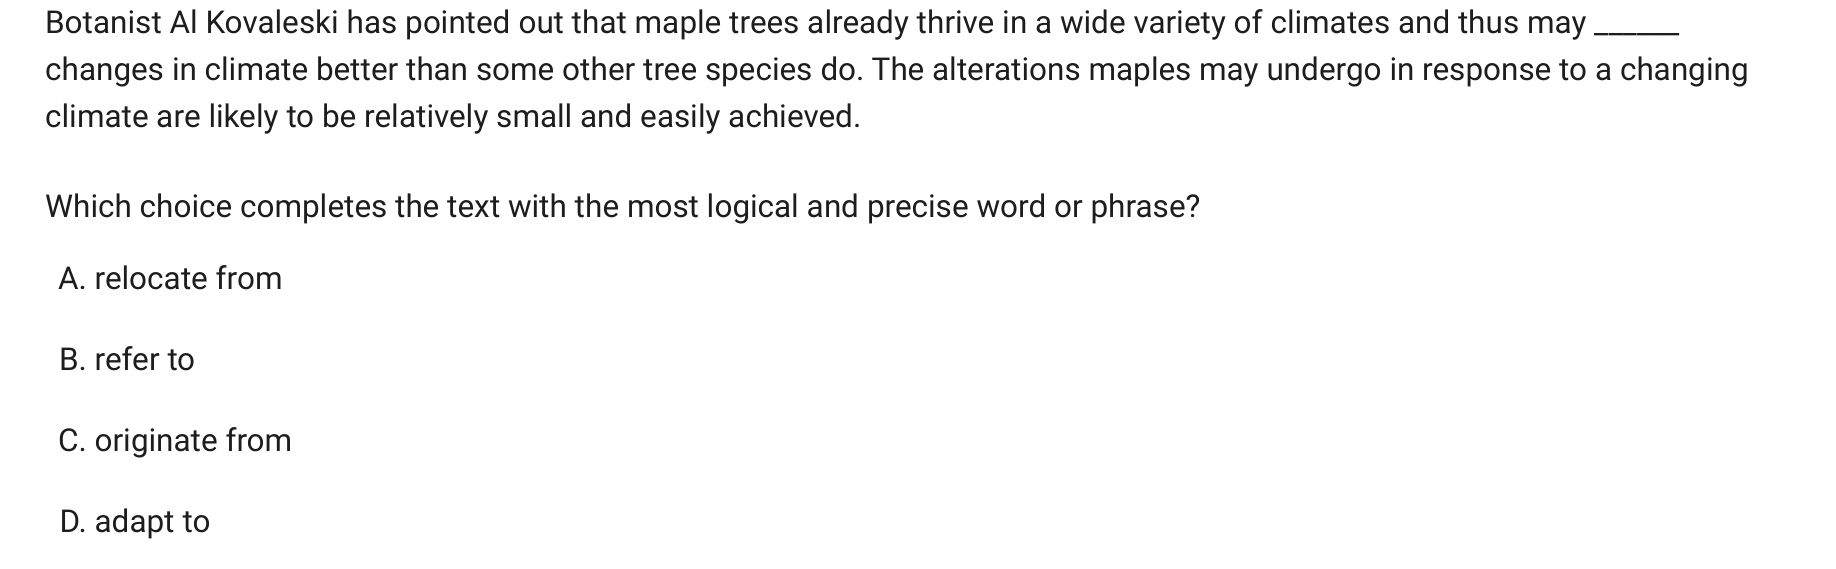 Botanist Al Kovaleski has pointed out that maple trees already thrive in a wide variety of climates and thus may ______
changes in climate better than some other tree species do. The alterations maples may undergo in response to a changing
climate are likely to be relatively small and easily achieved.
Which choice completes the text with the most logical and precise word or phrase?
A. relocate from
B. refer to
C. originate from
D. adapt to